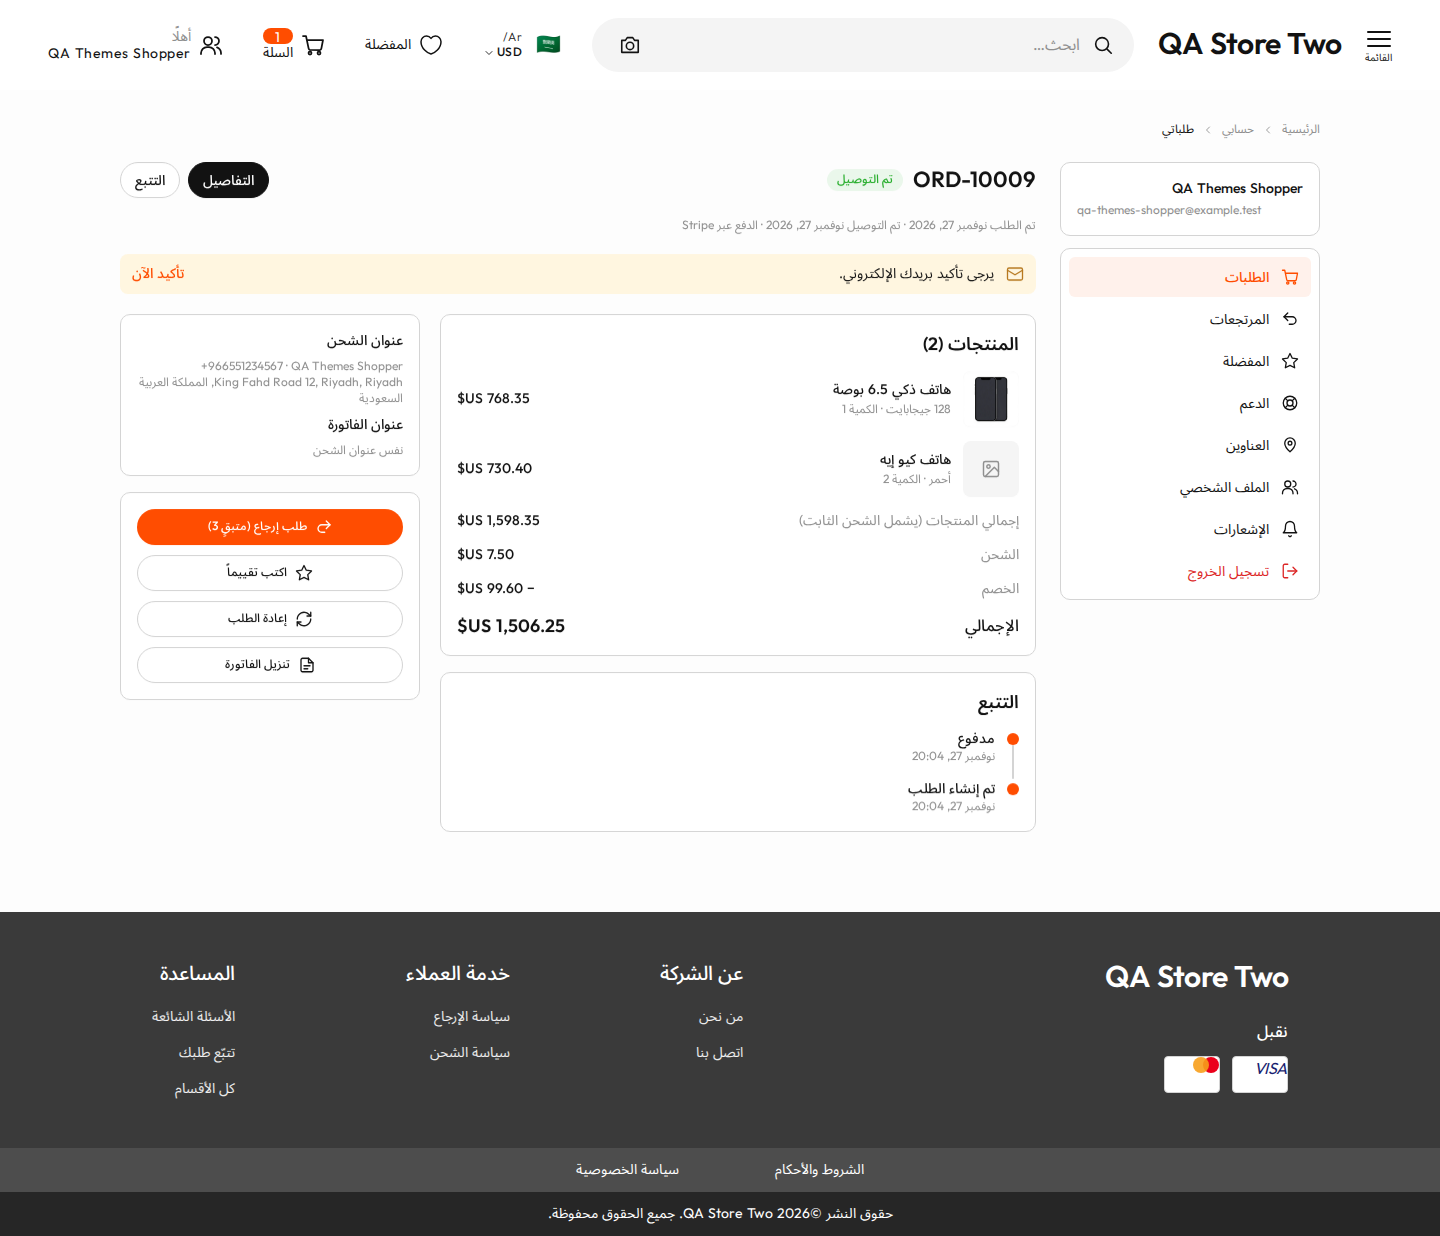 القائمة
QA Store Two
ابحث...
Ar/
USD
المفضلة
1
السلة
أهلًا
QA Themes Shopper
الرئيسية
حسابي
طلباتي
QA Themes Shopper
qa-themes-shopper@example.test
الطلبات
المرتجعات
المفضلة
الدعم
العناوين
الملف الشخصي
الإشعارات
تسجيل الخروج
ORD-10009
تم التوصيل
التفاصيل
التتبع
تم الطلب نوفمبر 27, 2026 · تم التوصيل نوفمبر 27, 2026 · الدفع عبر Stripe
يرجى تأكيد بريدك الإلكتروني.
تأكيد الآن
المنتجات (2)
هاتف ذكي 6.5 بوصة
128 جيجابايت · الكمية 1
$US 768.35
هاتف كيو إيه
أحمر · الكمية 2
$US 730.40
إجمالي المنتجات (يشمل الشحن الثابت)
$US 1,598.35
الشحن
$US 7.50
الخصم
$US 99.60 −
الإجمالي
$US 1,506.25
التتبع
مدفوع
نوفمبر 27, 20:04
تم إنشاء الطلب
نوفمبر 27, 20:04
عنوان الشحن
QA Themes Shopper · 966551234567+
King Fahd Road 12, Riyadh, Riyadh, المملكة العربية
السعودية
عنوان الفاتورة
نفس عنوان الشحن
طلب إرجاع (متبقٍ 3)
اكتب تقييماً
إعادة الطلب
تنزيل الفاتورة
QA Store Two
نقبل
VISA
عن الشركة
من نحن
اتصل بنا
خدمة العملاء
سياسة الإرجاع
سياسة الشحن
المساعدة
الأسئلة الشائعة
تتبّع طلبك
كل الأقسام
الشروط والأحكام
سياسة الخصوصية
حقوق النشر ©2026 QA Store Two. جميع الحقوق محفوظة.